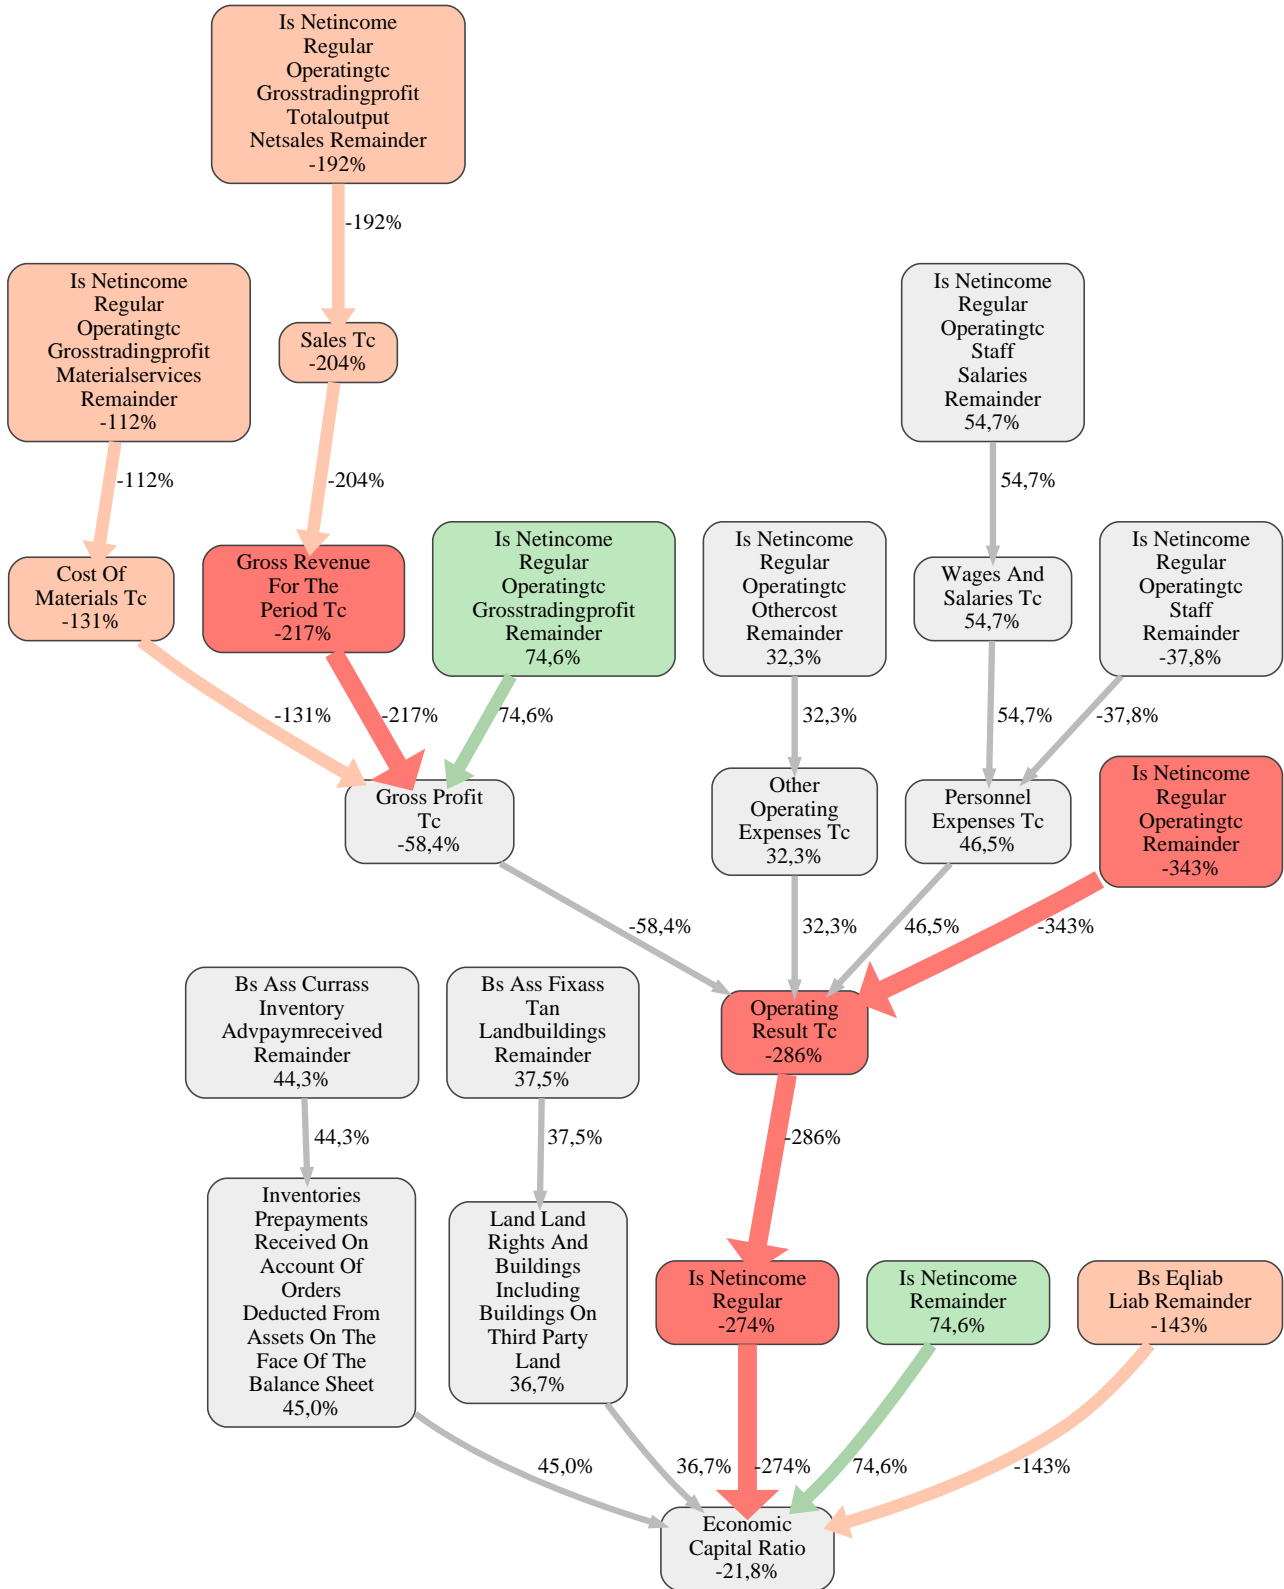 Is Netincome
Regular
Operatingtc
Grosstradingprofit
Totaloutput
Netsales Remainder
-192%
-192%
Is Netincome
Regular
Operatingtc
Grosstradingprofit
Materialservices
Remainder
-112%
Sales Tc
-204%
Is Netincome
Regular
Operatingtc
Staff
Salaries
Remainder
54,7%
-112%
-204%
54,7%
Cost Of
Materials Tc
-131%
Gross Revenue
For The
Period Tc
-217%
Is Netincome
Regular
Operatingtc
Grosstradingprofit
Remainder
74,6%
Is Netincome
Regular
Operatingtc
Othercost
Remainder
32,3%
Wages And
Salaries Tc
54,7%
Is Netincome
Regular
Operatingtc
Staff
Remainder
-37,8%
-131%
-217%
74,6%
32,3%
54,7%
-37,8%
Gross Profit
Tc
-58,4%
Other
Operating
Expenses Tc
32,3%
Personnel
Expenses Tc
46,5%
Is Netincome
Regular
Operatingtc
Remainder
-343%
-58,4%
32,3%
46,5%
-343%
Bs Ass Currass
Inventory
Advpaymreceived
Remainder
44,3%
Bs Ass Fixass
Tan
Landbuildings
Remainder
37,5%
Operating
Result Tc
-286%
44,3%
37,5%
-286%
Inventories
Prepayments
Received On
Account Of
Orders
Deducted From
Assets On The
Face Of The
Balance Sheet
45,0%
Land Land
Rights And
Buildings
Including
Buildings On
Third Party
Land
36,7%
Is Netincome
Regular
-274%
Is Netincome
Remainder
74,6%
Bs Eqliab
Liab Remainder
-143%
45,0%
36,7%
-274%
74,6%
-143%
Economic
Capital Ratio
-21,8%